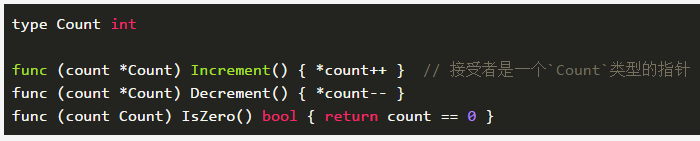 type Count int
func (count *Count) Increment() { *count++ }  // 接受者是一个`Count`类型的指针
func (count *Count) Decrement() { *count-- }
func (count Count) IsZero() bool { return count == 0 }